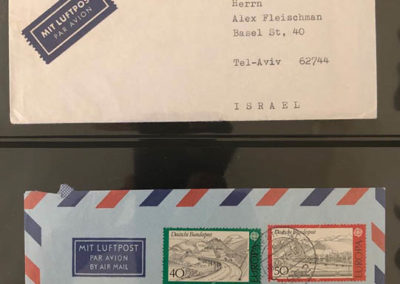 MIT LUFTPOST
PAR AVION
Herrn
Alex Fleischman
Basel St, 40
Tel-Aviv 62744
ISRAEL
MIT LUFTPOST
PAR AVION
BY AIR MAIL
Deutsche Bundespost
40
EUROPA
Deutsche Bundespost
50
EUROPA